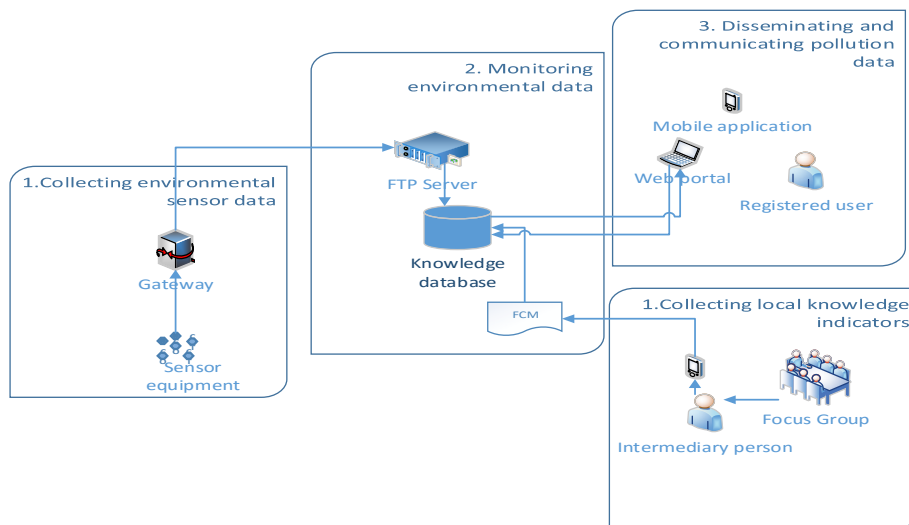 1.Collecting environmental
sensor data
Gateway
Sensor
equipment
2. Monitoring
environmental data
FTP Server
Knowledge
database
FCM
3. Disseminating and
communicating pollution
data
Mobile application
Web portal
Registered user
1.Collecting local knowledge
indicators
Focus Group
Intermediary person